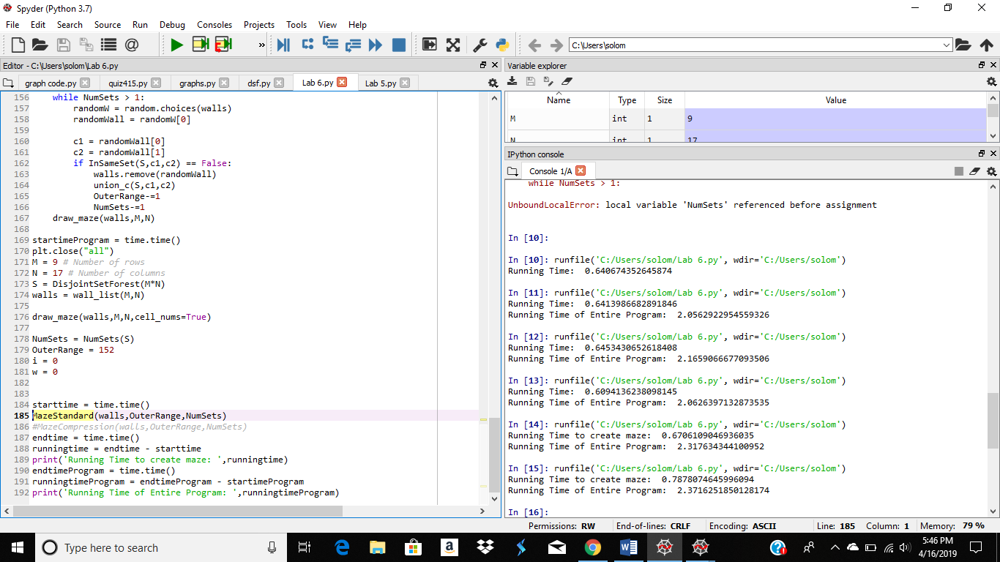 Spyder (Python 3.7)
File Edit Search Source Run Debug Consoles Projects Tools View Help
C:\Users\solom
Editor - C:\Users\solom\Lab 6.py
graph code.py quiz415.py graphs.py dsf.py Lab 6.py Lab 5.py
156 while NumSets > 1:
157 randomW = random.choices(walls)
158 randomWall = randomW[0]
159
160 c1 = randomWall[0]
161 c2 = randomWall[1]
162 if InSameSet(S,c1,c2) == False:
163 walls.remove(randomWall)
164 union_c(S,c1,c2)
165 OuterRange-=1
166 NumSets-=1
167 draw_maze(walls,M,N)
168
169 startimeProgram = time.time()
170 plt.close("all")
171 M = 9 # Number of rows
172 N = 17 # Number of columns
173 S = DisjointSetForest(M*N)
174 walls = wall_list(M,N)
175
176 draw_maze(walls,M,N,cell_nums=True)
177
178 NumSets = NumSets(S)
179 OuterRange = 152
180 i = 0
181 w = 0
182
183
184 starttime = time.time()
185 MazeStandard(walls,OuterRange,NumSets)
186 #MazeCompression(walls,OuterRange,NumSets)
187 endtime = time.time()
188 runningtime = endtime - starttime
189 print('Running Time to create maze: ',runningtime)
190 endtimeProgram = time.time()
191 runningtimeProgram = endtimeProgram - startimeProgram
192 print('Running Time of Entire Program: ',runningtimeProgram)
Variable explorer
Name Type Size Value
M int 1 9
N int 1 17
IPython console
Console 1/A
while NumSets > 1:
UnboundLocalError: local variable 'NumSets' referenced before assignment
In [10]:
In [10]: runfile('C:/Users/solom/Lab 6.py', wdir='C:/Users/solom')
Running Time: 0.640674352645874
In [11]: runfile('C:/Users/solom/Lab 6.py', wdir='C:/Users/solom')
Running Time: 0.6413986682891846
Running Time of Entire Program: 2.0562922954559326
In [12]: runfile('C:/Users/solom/Lab 6.py', wdir='C:/Users/solom')
Running Time: 0.6453430652618408
Running Time of Entire Program: 2.1659066677093506
In [13]: runfile('C:/Users/solom/Lab 6.py', wdir='C:/Users/solom')
Running Time: 0.6094136238098145
Running Time of Entire Program: 2.0626397132873535
In [14]: runfile('C:/Users/solom/Lab 6.py', wdir='C:/Users/solom')
Running Time to create maze: 0.6706109046936035
Running Time of Entire Program: 2.317634344100952
In [15]: runfile('C:/Users/solom/Lab 6.py', wdir='C:/Users/solom')
Running Time to create maze: 0.7878074645996094
Running Time of Entire Program: 2.3716251850128174
In [16]:
Permissions: RW End-of-lines: CRLF Encoding: ASCII Line: 185 Column: 1 Memory: 79 %
Type here to search
5:46 PM
4/16/2019